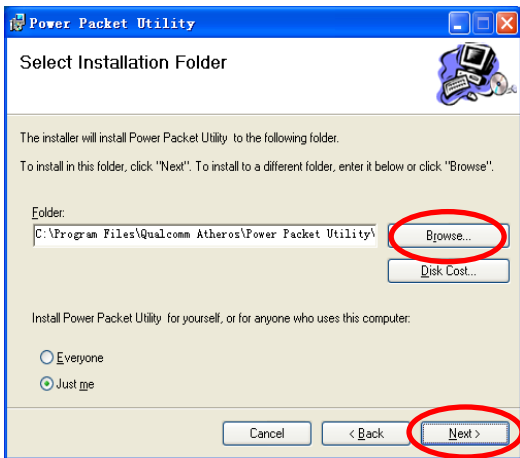 Power Packet Utility
Select Installation Folder
The installer will install Power Packet Utility to the following folder.
To install in this folder, click "Next". To install to a different folder, enter it below or click "Browse".
Folder:
C:\Program Files\Qualcomm Atheros\Power Packet Utility\
Browse...
Disk Cost...
Install Power Packet Utility for yourself, or for anyone who uses this computer:
Everyone
Just me
Cancel
< Back
Next >